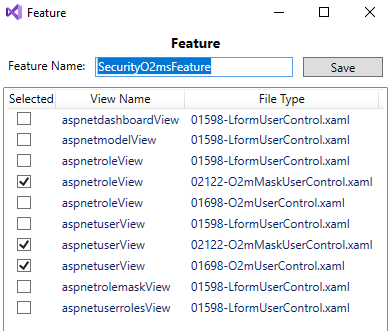 Feature
Feature
Feature Name: SecurityO2msFeature Save
Selected View Name File Type
aspnetdashboardView 01598-LformUserControl.xaml
aspnetmodelView 01598-LformUserControl.xaml
aspnetroleView 01598-LformUserControl.xaml
aspnetroleView 02122-O2mMaskUserControl.xaml
aspnetroleView 01698-O2mUserControl.xaml
aspnetuserView 01598-LformUserControl.xaml
aspnetuserView 02122-O2mMaskUserControl.xaml
aspnetuserView 01698-O2mUserControl.xaml
aspnetrolemaskView 01598-LformUserControl.xaml
aspnetuserrolesView 01598-LformUserControl.xaml